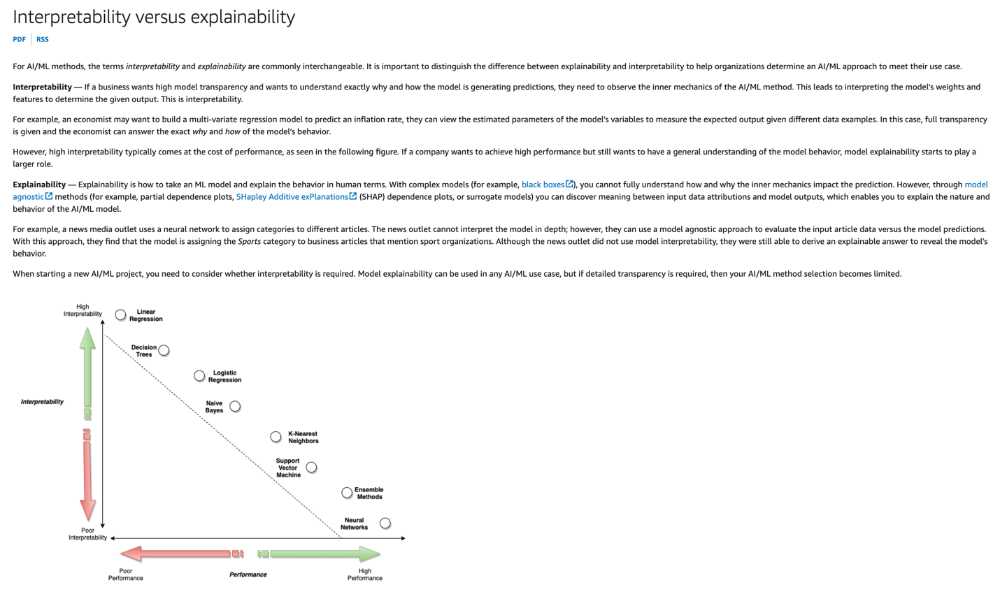 Interpretability versus explainability
PDF
RSS
For AI/ML methods, the terms interpretability and explainability are commonly interchangeable. It is important to distinguish the difference between explainability and interpretability to help organizations determine an AI/ML approach to meet their use case.
Interpretability — If a business wants high model transparency and wants to understand exactly why and how the model is generating predictions, they need to observe the inner mechanics of the AI/ML method. This leads to interpreting the model's weights and
features to determine the given output. This is interpretability.
For example, an economist may want to build a multi-variate regression model to predict an inflation rate, they can view the estimated parameters of the model's variables to measure the expected output given different data examples. In this case, full transparency
is given and the economist can answer the exact why and how of the model's behavior.
However, high interpretability typically comes at the cost of performance, as seen in the following figure. If a company wants to achieve high performance but still wants to have a general understanding of the model behavior, model explainability starts to play a
larger role.
Explainability — Explainability is how to take an ML model and explain the behavior in human terms. With complex models (for example, black boxes), you cannot fully understand how and why the inner mechanics impact the prediction. However, through model
agnostic methods (for example, partial dependence plots, SHapley Additive exPlanations (SHAP) dependence plots, or surrogate models) you can discover meaning between input data attributions and model outputs, which enables you to explain the nature and
behavior of the AI/ML model.
For example, a news media outlet uses a neural network to assign categories to different articles. The news outlet cannot interpret the model in depth; however, they can use a model agnostic approach to evaluate the input article data versus the model predictions.
With this approach, they find that the model is assigning the Sports category to business articles that mention sport organizations. Although the news outlet did not use model interpretability, they were still able to derive an explainable answer to reveal the model's
behavior.
When starting a new AI/ML project, you need to consider whether interpretability is required. Model explainability can be used in any AI/ML use case, but if detailed transparency is required, then your AI/ML method selection becomes limited.
High
Interpretability
Linear
Regression
Decision
Trees
Logistic
Regression
Interpretability
Naive
Bayes
K-Nearest
Neighbors
Support
Vector
Machine
Ensemble
Methods
Neural
Networks
Poor
Interpretability
Poor
Performance
Performance
High
Performance